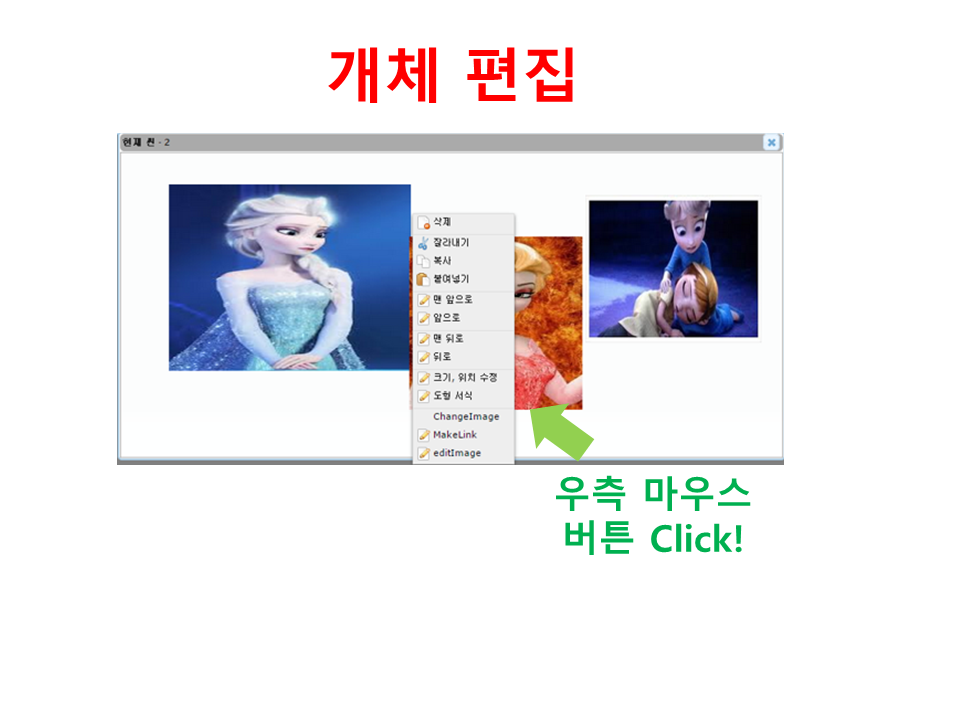 개체 편집
현재 씬 - 2
삭제
잘라내기
복사
붙여넣기
맨 앞으로
앞으로
맨 뒤로
뒤로
크기, 위치 수정
도형 서식
ChangeImage
MakeLink
editImage
우측 마우스
버튼 Click!